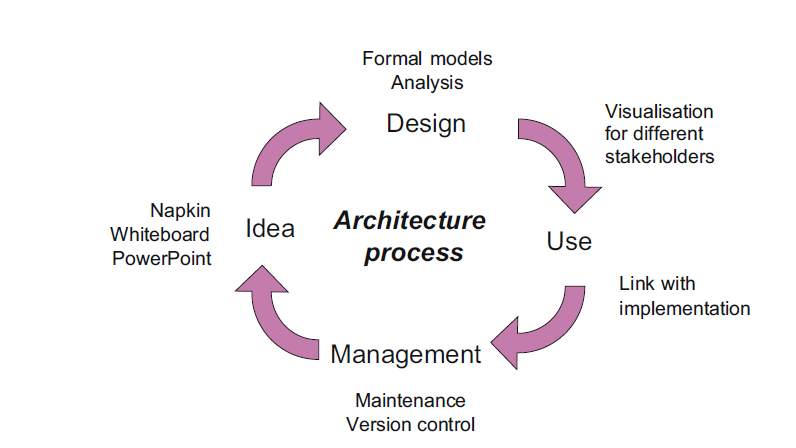 Formal models
Analysis
Design
Visualisation
for different
stakeholders
Napkin
Whiteboard
PowerPoint
Idea
Architecture
process
Use
Link with
implementation
Management
Maintenance
Version control